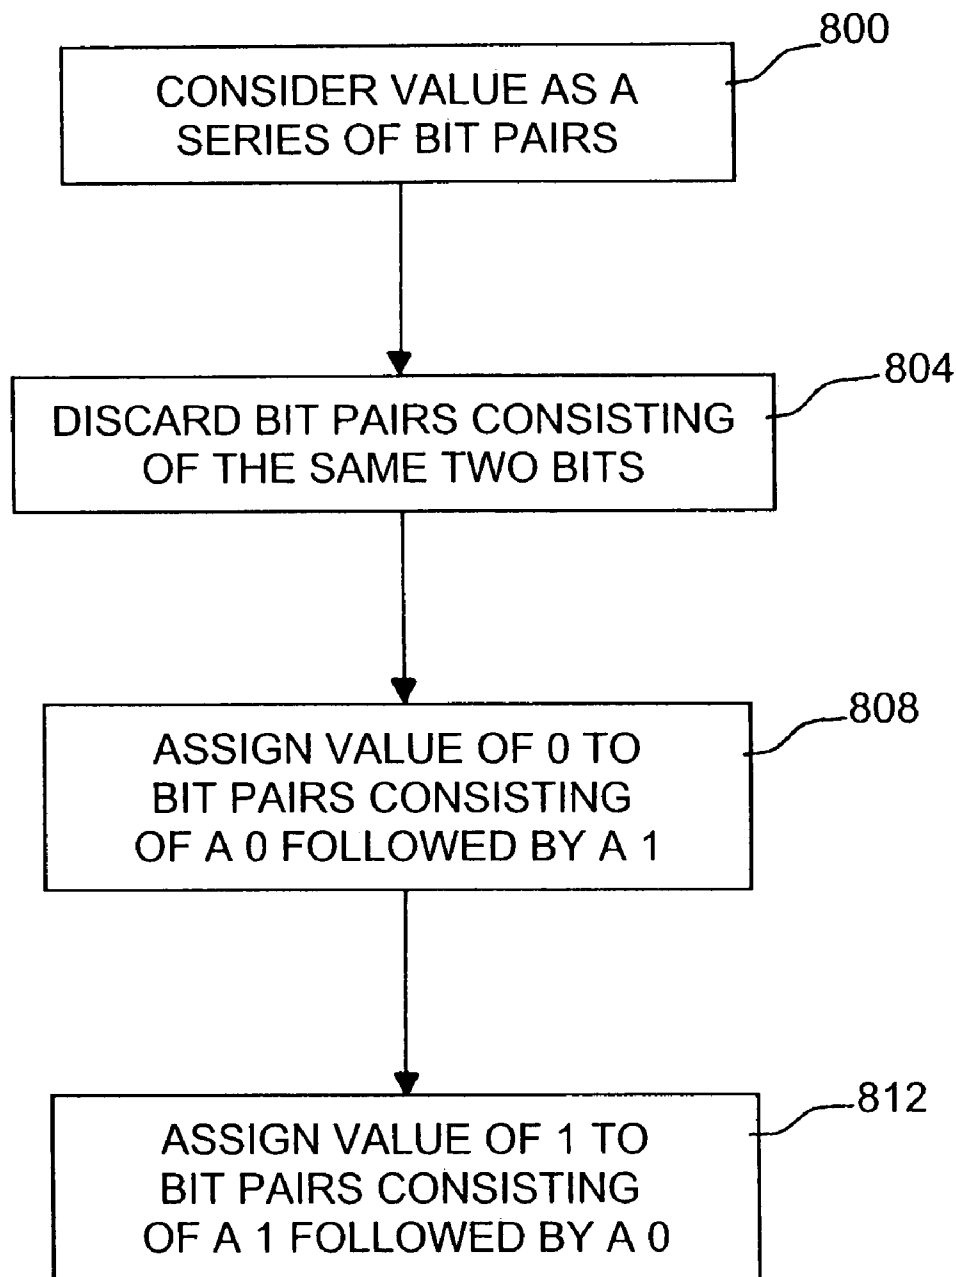 800
CONSIDER VALUE AS A
SERIES OF BIT PAIRS
804
DISCARD BIT PAIRS CONSISTING
OF THE SAME TWO BITS
808
ASSIGN VALUE OF 0 TO
BIT PAIRS CONSISTING
OF A 0 FOLLOWED BY A 1
812
ASSIGN VALUE OF 1 TO
BIT PAIRS CONSISTING
OF A 1 FOLLOWED BY A 0